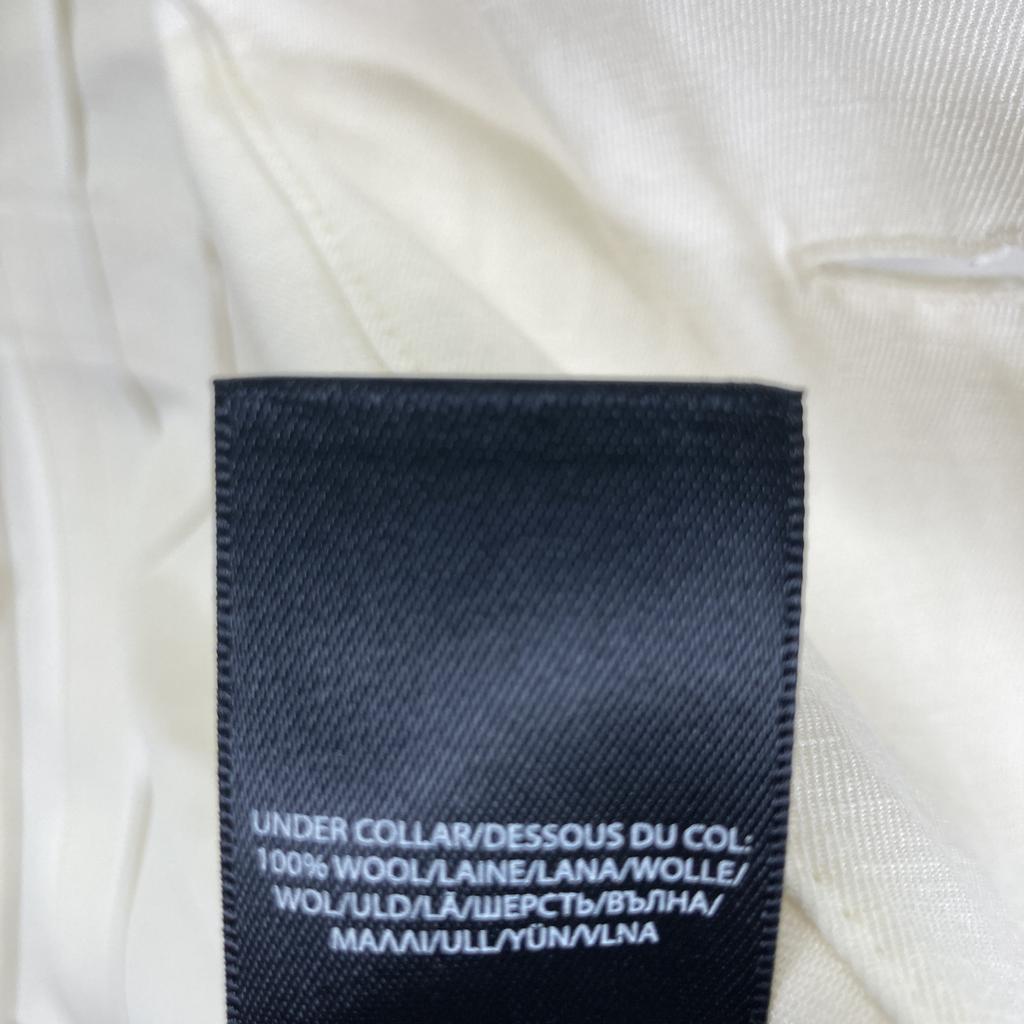 UNDER COLLAR/DESSOUS DU COL:
100% WOOL/LAINE/LANA/WOLLE/
WOL/ULD/LÃ/ШЕРСТЬ/ВЪЛНА/
ΜΑΛΛΙ/ULL/YÜN/VLNA